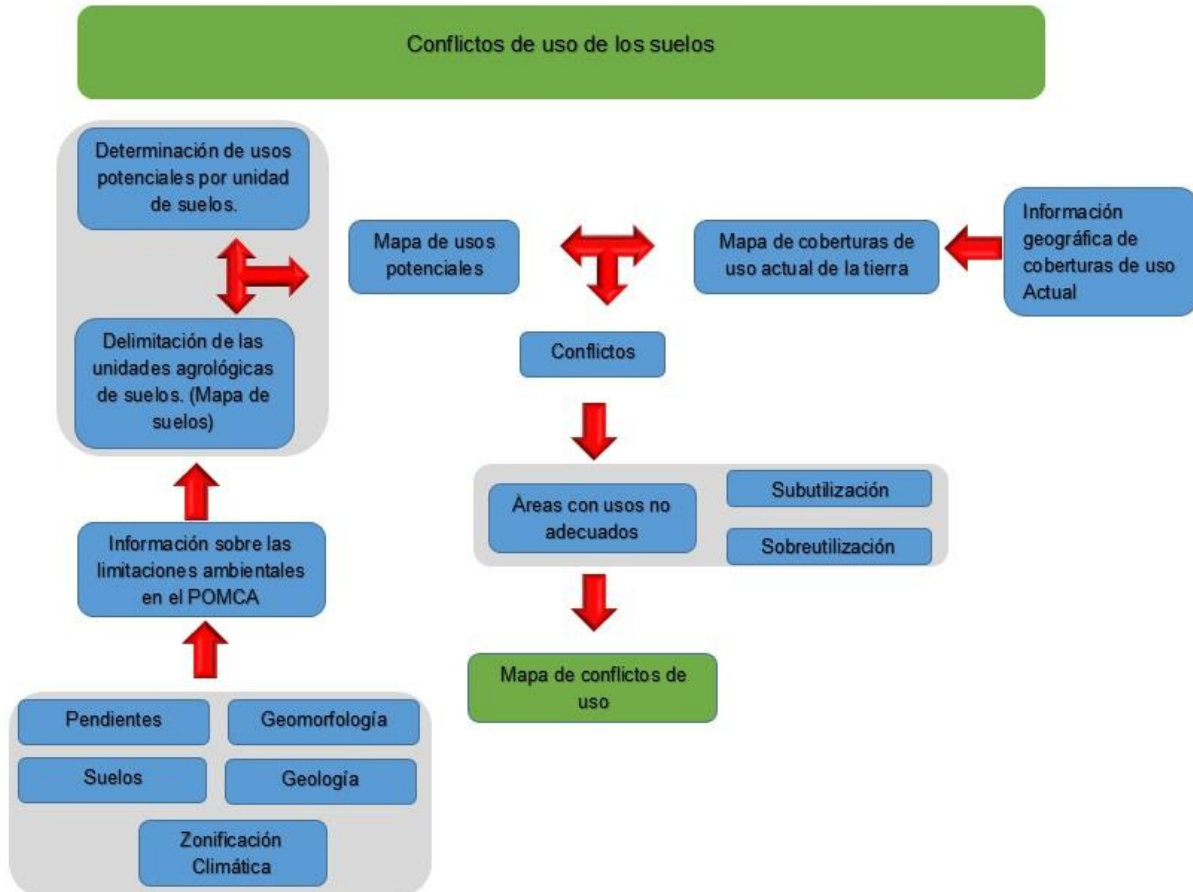 Conflictos de uso de los suelos
Determinación de usos
potenciales por unidad
de suelos.
Mapa de usos
potenciales
Mapa de coberturas de
uso actual de la tierra
Información
geográfica de
coberturas de uso
Actual
Delimitación de las
unidades agrológicas
de suelos. (Mapa de
suelos)
Conflictos
Àreas con usos no
adecuados
Subutilización
Sobreutilización
Información sobre las
limitaciones ambientales
en el POMCA
Mapa de conflictos de
uso
Pendientes
Geomorfología
Suelos
Geología
Zonificación
Climática